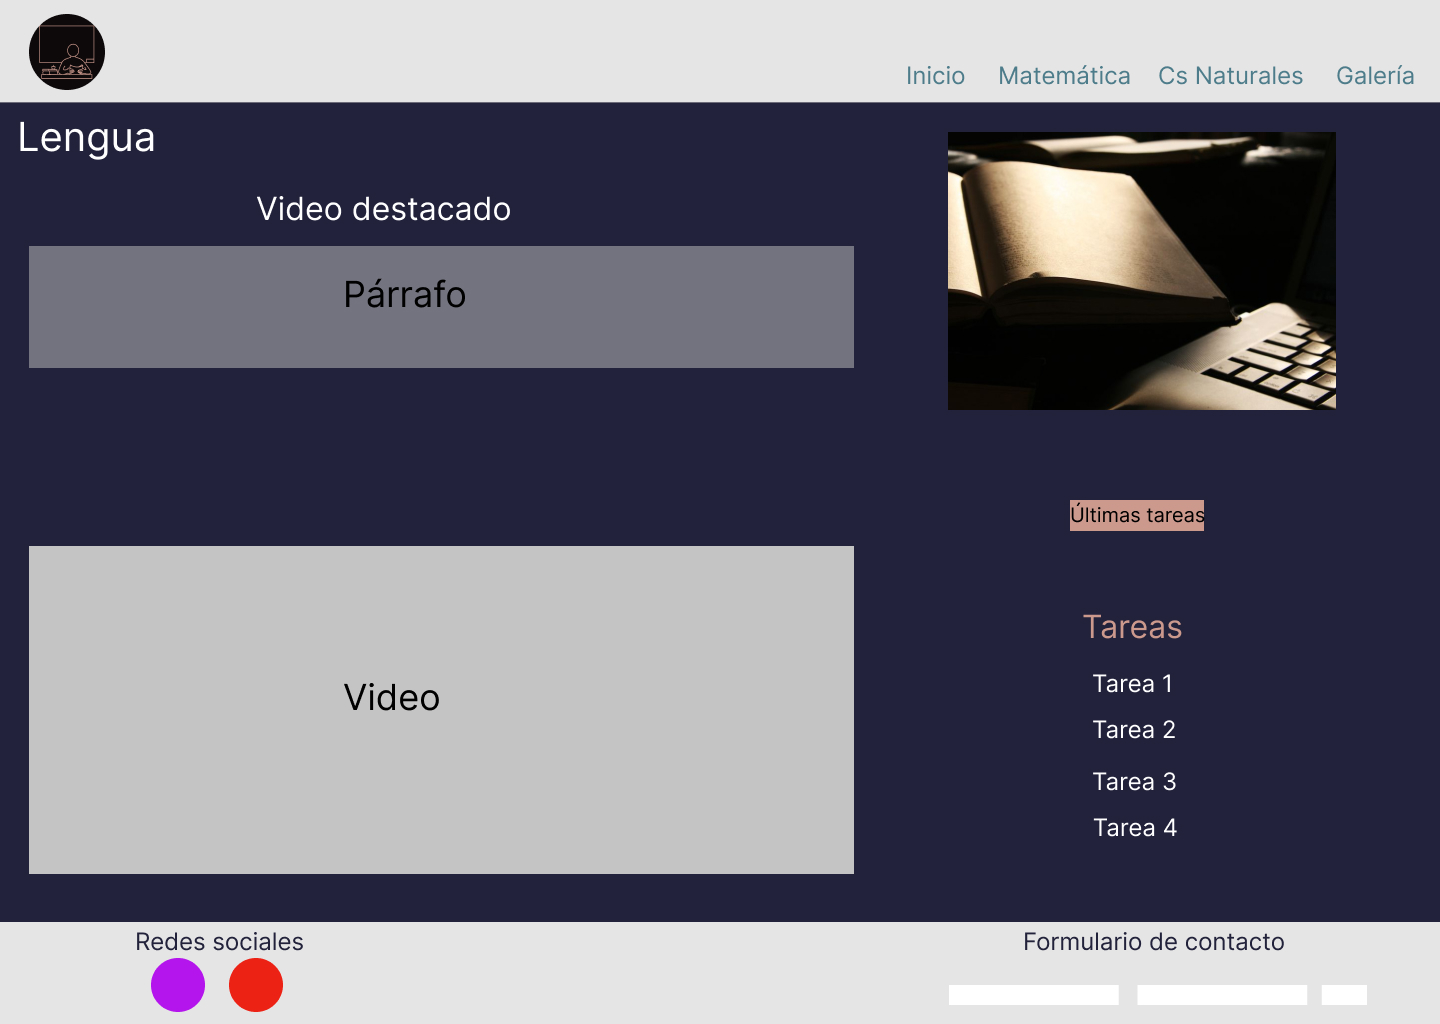 Inicio
Matemática
Cs Naturales
Galería
Lengua
Video destacado
Párrafo
Video
Últimas tareas
Tareas
Tarea 1
Tarea 2
Tarea 3
Tarea 4
Redes sociales
Formulario de contacto